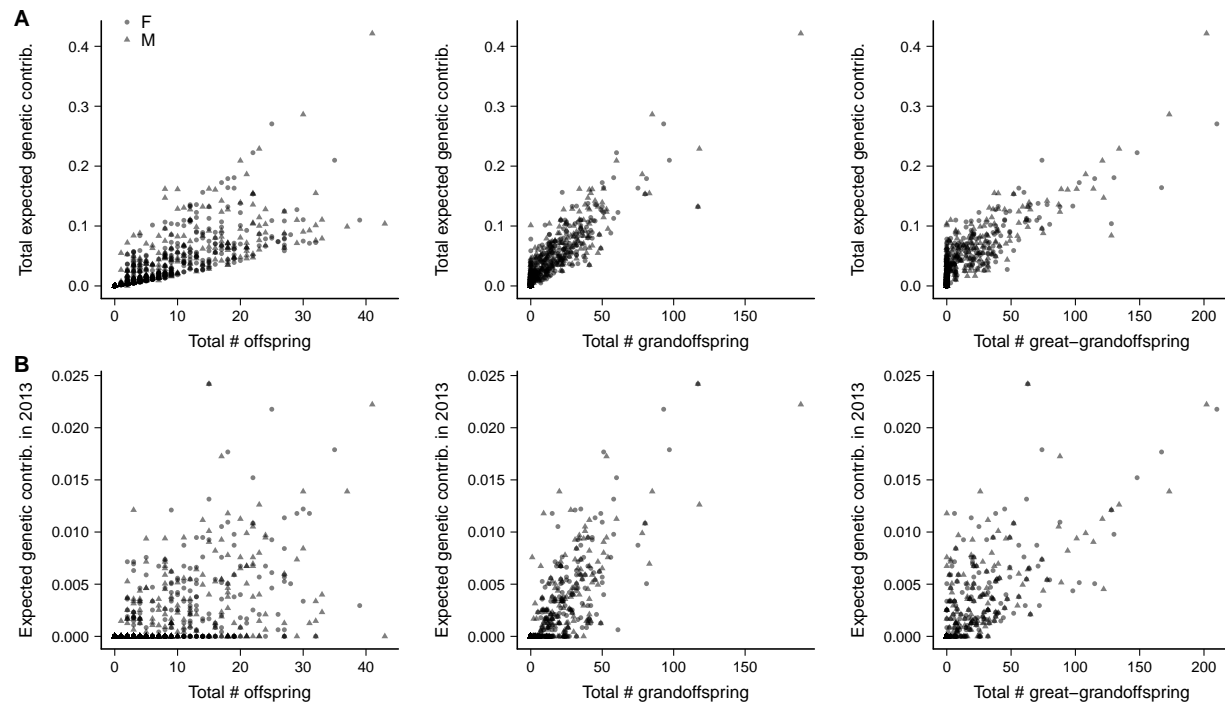 A
F
M
Total expected genetic contrib.
0.4
0.3
0.2
0.1
0.0
0 10 20 30 40
Total # offspring
Total expected genetic contrib.
0.4
0.3
0.2
0.1
0.0
0 50 100 150
Total # grandoffspring
Total expected genetic contrib.
0.4
0.3
0.2
0.1
0.0
0 50 100 150 200
Total # great−grandoffspring
B
Expected genetic contrib. in 2013
0.025
0.020
0.015
0.010
0.005
0.000
0 10 20 30 40
Total # offspring
Expected genetic contrib. in 2013
0.025
0.020
0.015
0.010
0.005
0.000
0 50 100 150
Total # grandoffspring
Expected genetic contrib. in 2013
0.025
0.020
0.015
0.010
0.005
0.000
0 50 100 150 200
Total # great−grandoffspring